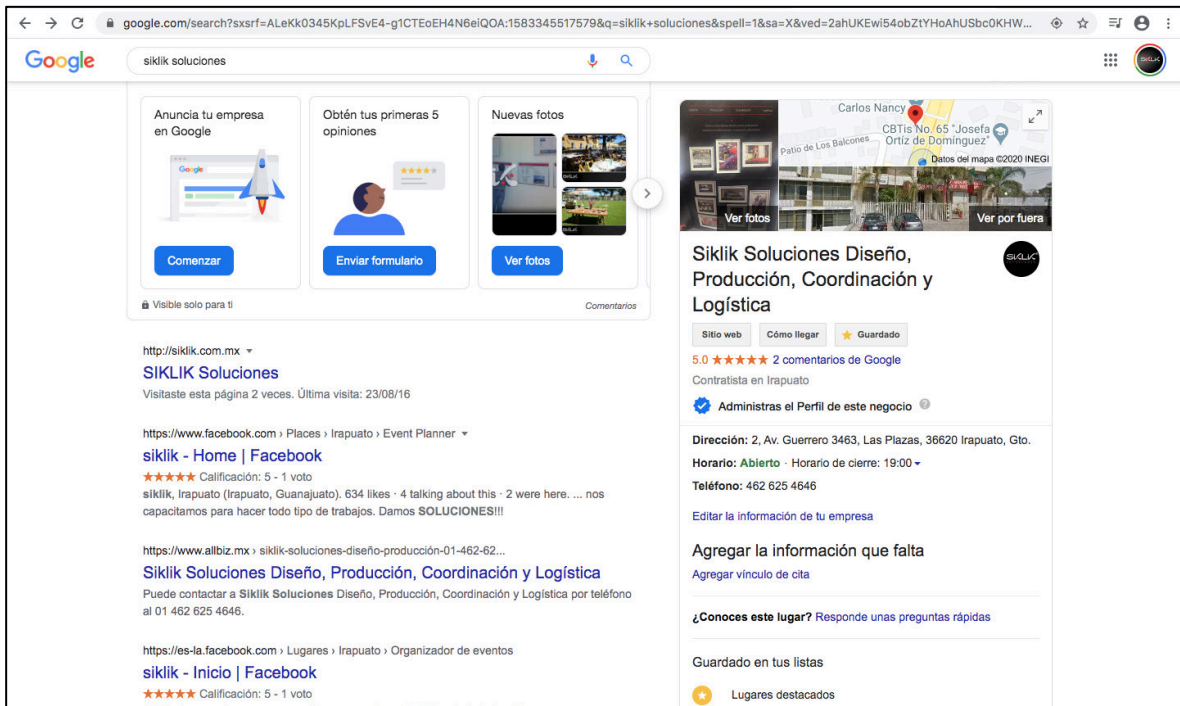 google.com/search?sxsrf=ALeKk0345KpLFSvE4-g1CTEoEH4N6eiQOA:1583345517579&q=siklik+soluciones&spell=1&sa=X&ved=2ahUKEwi54obZtYHoAhUSbc0KHW...
Google
siklik soluciones
SIKLIK
Anuncia tu empresa
en Google
Google
Comenzar
Obtén tus primeras 5
opiniones
Enviar formulario
Nuevas fotos
Ver fotos
Visible solo para ti
Comentarios
http://siklik.com.mx
SIKLIK Soluciones
Visitaste esta página 2 veces. Última visita: 23/08/16
https://www.facebook.com › Places › Irapuato › Event Planner
siklik - Home | Facebook
★★★★★ Calificación: 5 - 1 voto
siklik, Irapuato (Irapuato, Guanajuato). 634 likes · 4 talking about this · 2 were here. ... nos
capacitamos para hacer todo tipo de trabajos. Damos SOLUCIONES!!!
https://www.allbiz.mx › siklik-soluciones-diseño-producción-01-462-62...
Siklik Soluciones Diseño, Producción, Coordinación y Logística
Puede contactar a Siklik Soluciones Diseño, Producción, Coordinación y Logística por teléfono
al 01 462 625 4646.
https://es-la.facebook.com › Lugares › Irapuato › Organizador de eventos
siklik - Inicio | Facebook
★★★★★ Calificación: 5 - 1 voto
Carlos Nancy
CBTis No. 65 "Josefa
Ortíz de Domínguez"
Patio de Los Balcones
Datos del mapa ©2020 INEGI
Ver fotos
Ver por fuera
Siklik Soluciones Diseño,
Producción, Coordinación y
Logística
SIKLIK
Sitio web
Cómo llegar
Guardado
5.0 ★★★★★ 2 comentarios de Google
Contratista en Irapuato
Administras el Perfil de este negocio
Dirección: 2, Av. Guerrero 3463, Las Plazas, 36620 Irapuato, Gto.
Horario: Abierto · Horario de cierre: 19:00
Teléfono: 462 625 4646
Editar la información de tu empresa
Agregar la información que falta
Agregar vínculo de cita
¿Conoces este lugar? Responde unas preguntas rápidas
Guardado en tus listas
Lugares destacados